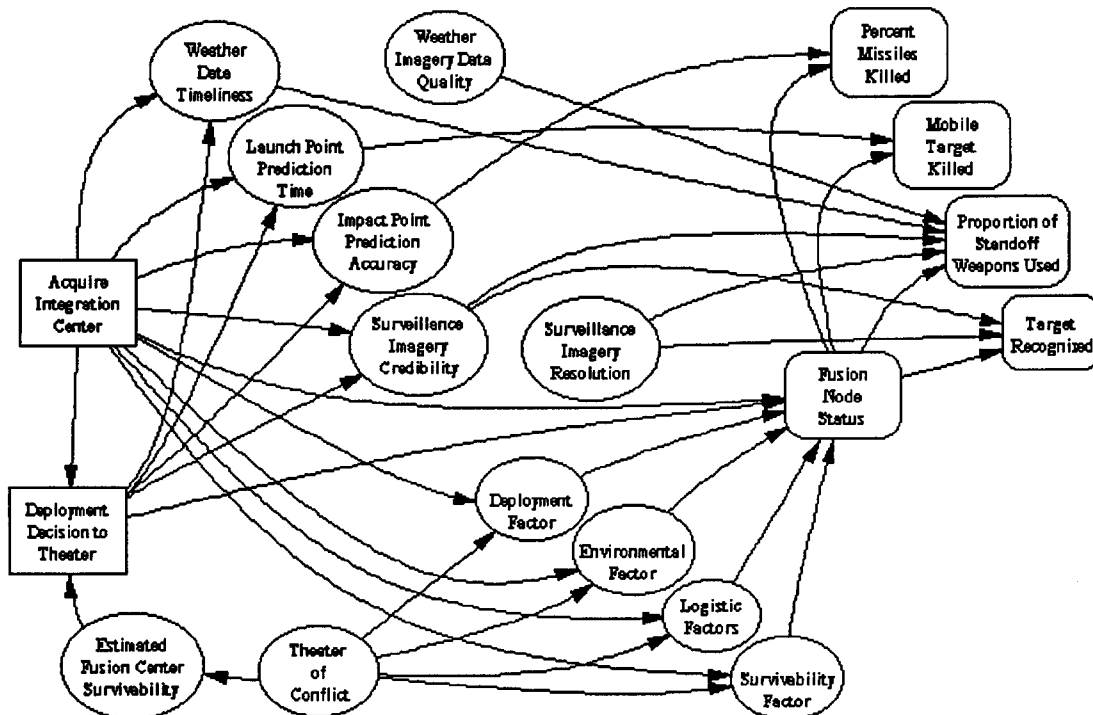 Weather
Data
Timeliness
Weather
Imagery Data
Quality
Percent
Missiles
Killed
Launch Point
Prediction
Time
Mobile
Target
Killed
Impact Point
Prediction
Accuracy
Proportion of
Standoff
Weapons Used
Acquire
Integration
Center
Surveillance
Imagery
Credibility
Surveillance
Imagery
Resolution
Target
Recognized
Fusion
Node
Status
Deployment
Decision to
Theater
Deployment
Factor
Environmental
Factor
Logistic
Factors
Estimated
Fusion Center
Survivability
Theater
of
Conflict
Survivability
Factor